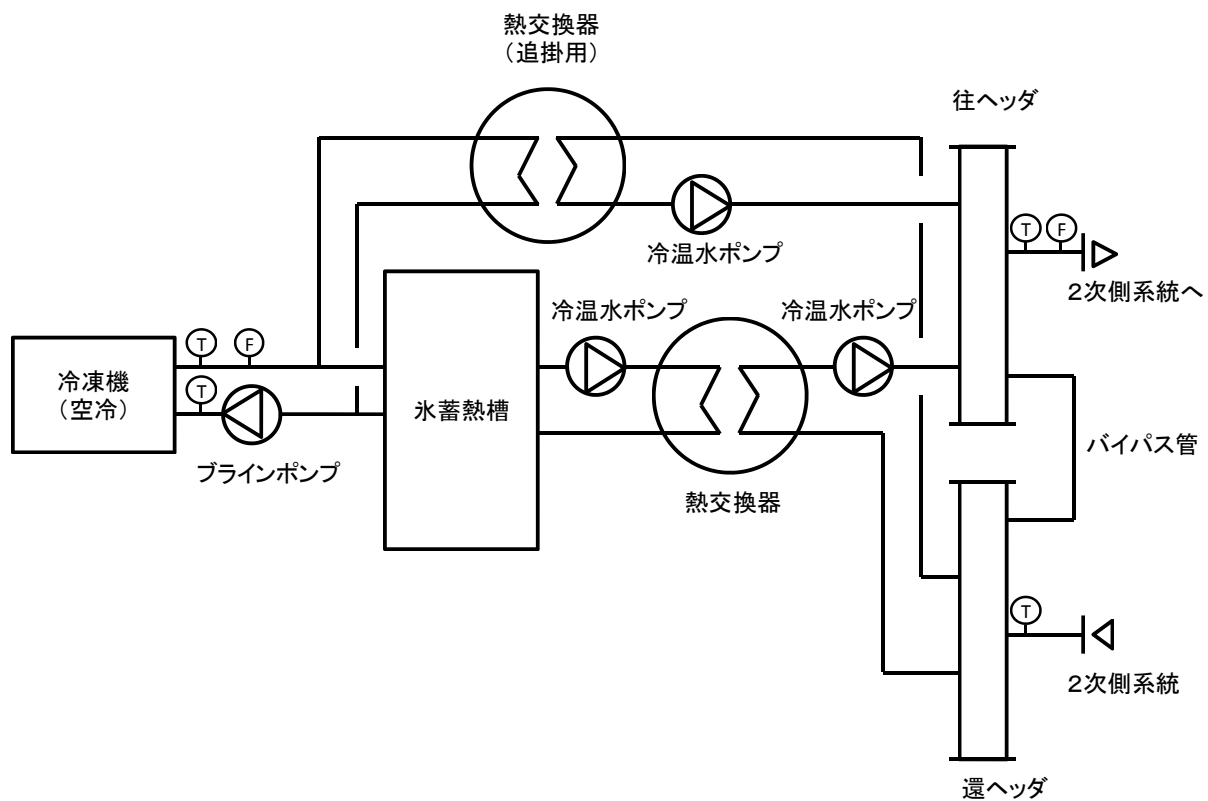 熱交換器
（追掛用）
往ヘッダ
T
F
冷温水ポンプ
2次側系統へ
冷温水ポンプ
冷温水ポンプ
T
F
冷凍機
（空冷）
T
氷蓄熱槽
バイパス管
ブラインポンプ
熱交換器
T
2次側系統
還ヘッダ